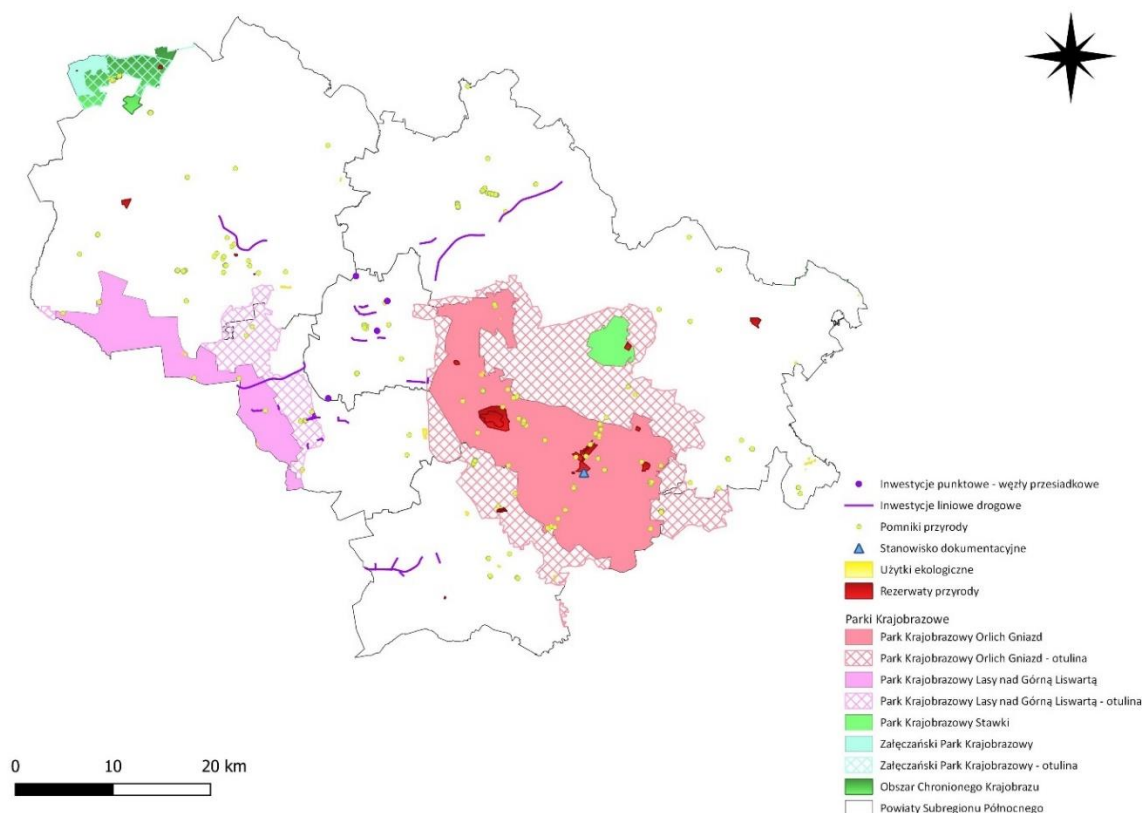 Inwestycje punktowe - węzły przesiadkowe
Inwestycje liniowe drogowe
Pomniki przyrody
Stanowisko dokumentacyjne
Użytki ekologiczne
Rezerwaty przyrody
Parki Krajobrazowe
Park Krajobrazowy Orlich Gniazd
Park Krajobrazowy Orlich Gniazd - otulina
Park Krajobrazowy Lasy nad Górną Liswartą
Park Krajobrazowy Lasy nad Górną Liswartą - otulina
Park Krajobrazowy Stawki
Załęczański Park Krajobrazowy
Załęczański Park Krajobrazowy - otulina
Obszar Chronionego Krajobrazu
Powiaty Subregionu Północnego
0 10 20 km